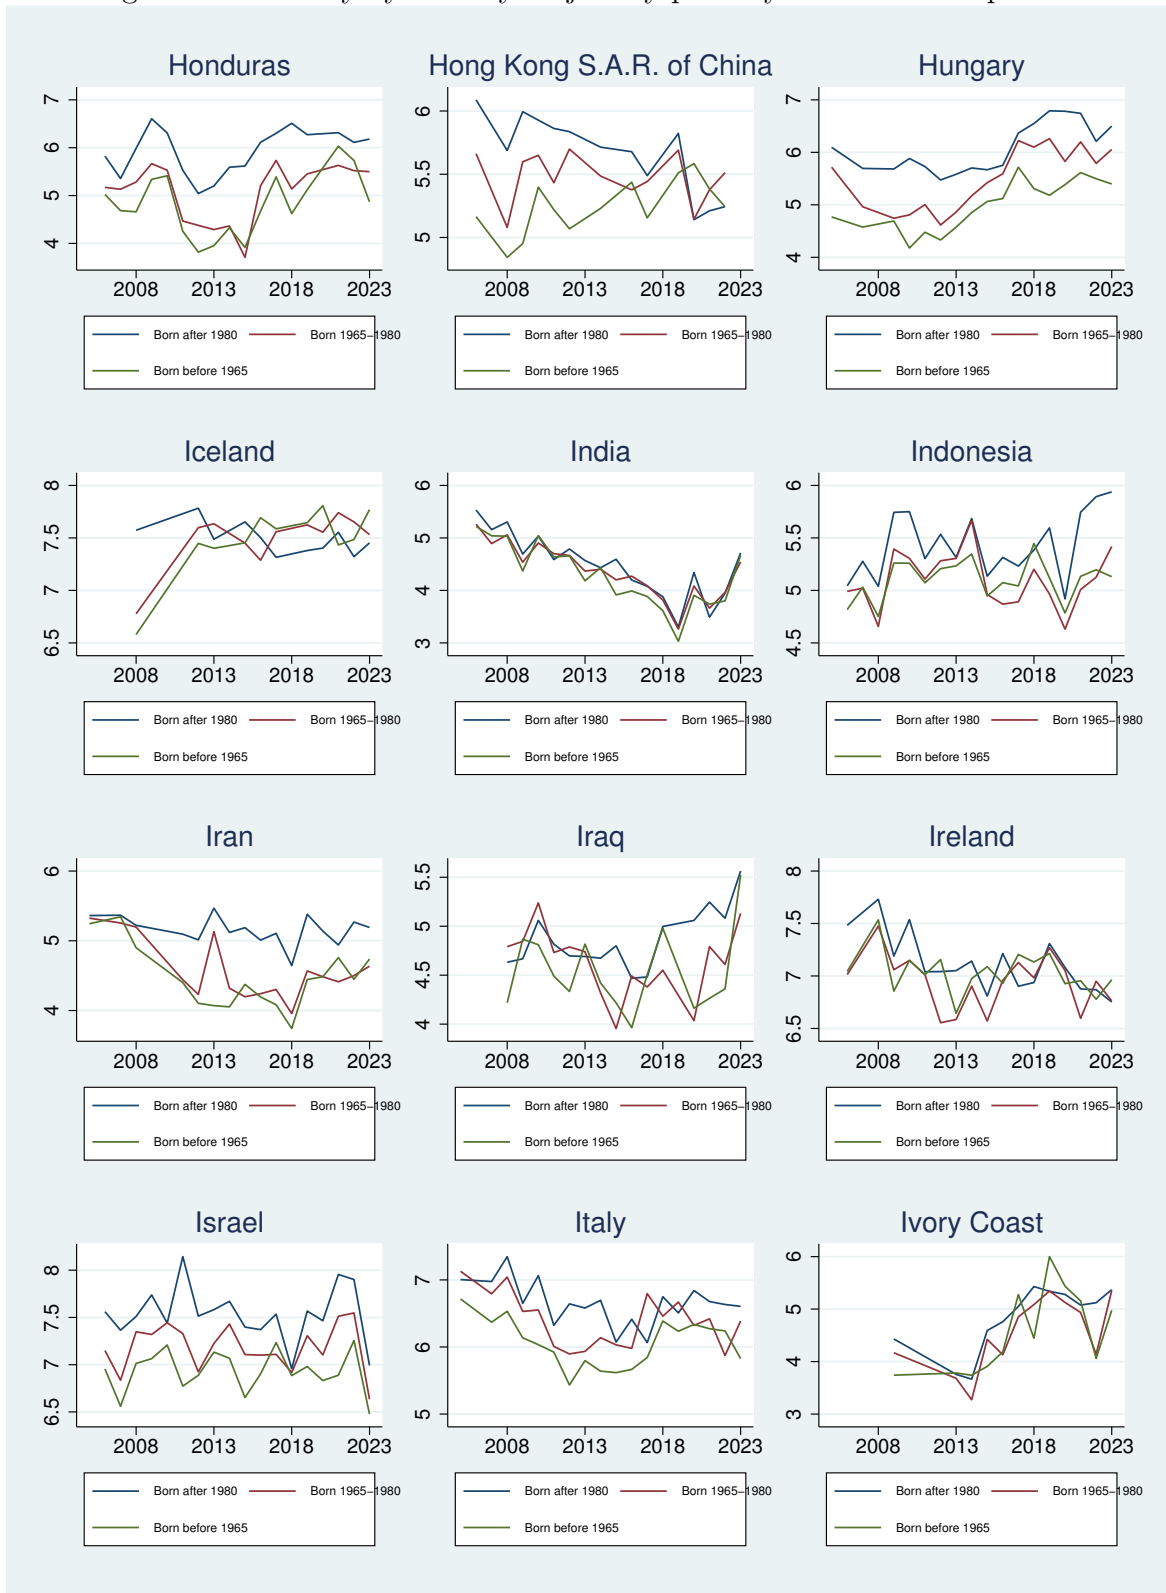 Honduras
Hong Kong S.A.R. of China
Hungary
7
6
5
4
2008 2013 2018 2023
Born after 1980 Born 1965–1980
Born before 1965
6
5.5
5
2008 2013 2018 2023
Born after 1980 Born 1965–1980
Born before 1965
7
6
5
4
2008 2013 2018 2023
Born after 1980 Born 1965–1980
Born before 1965
Iceland
India
Indonesia
8
7.5
7
6.5
2008 2013 2018 2023
Born after 1980 Born 1965–1980
Born before 1965
6
5
4
3
2008 2013 2018 2023
Born after 1980 Born 1965–1980
Born before 1965
6
5.5
5
4.5
2008 2013 2018 2023
Born after 1980 Born 1965–1980
Born before 1965
Iran
Iraq
Ireland
6
5
4
2008 2013 2018 2023
Born after 1980 Born 1965–1980
Born before 1965
5.5
5
4.5
4
2008 2013 2018 2023
Born after 1980 Born 1965–1980
Born before 1965
8
7.5
7
6.5
2008 2013 2018 2023
Born after 1980 Born 1965–1980
Born before 1965
Israel
Italy
Ivory Coast
8
7.5
7
6.5
2008 2013 2018 2023
Born after 1980 Born 1965–1980
Born before 1965
7
6
5
2008 2013 2018 2023
Born after 1980 Born 1965–1980
Born before 1965
6
5
4
3
2008 2013 2018 2023
Born after 1980 Born 1965–1980
Born before 1965